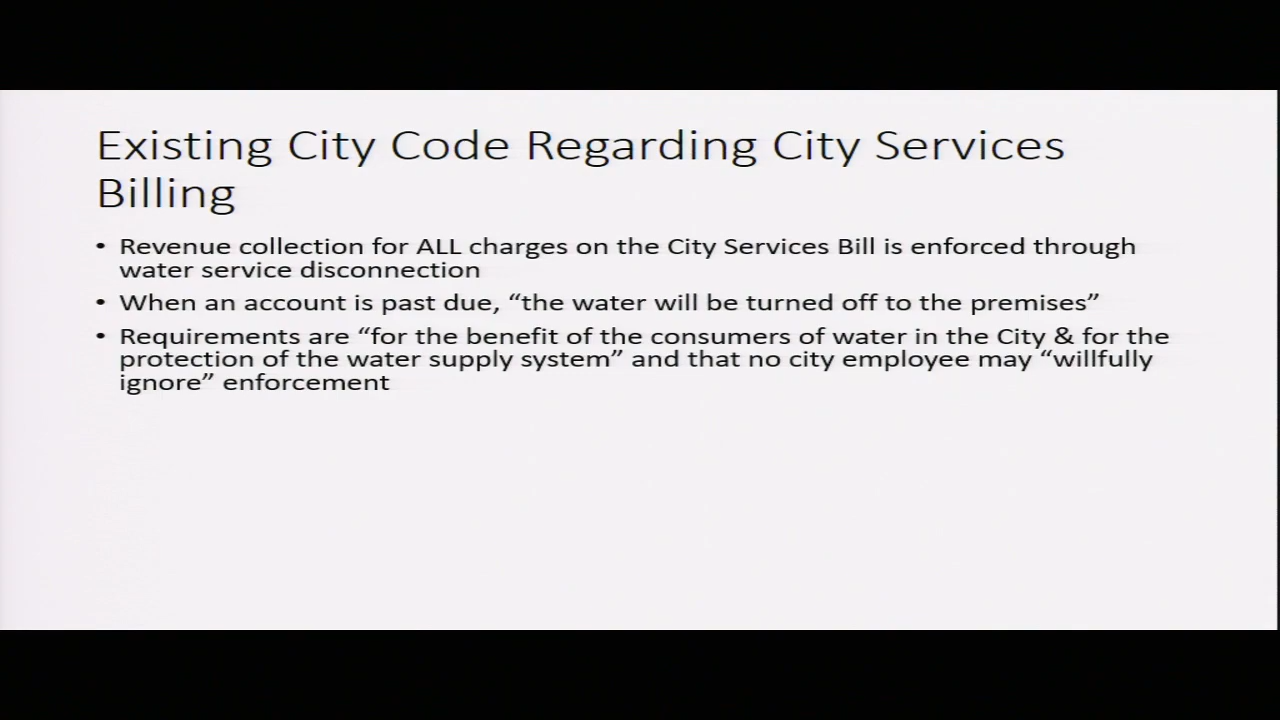 Existing City Code Regarding City Services
Billing
• Revenue collection for ALL charges on the City Services Bill is enforced through
water service disconnection
• When an account is past due, “the water will be turned off to the premises”
• Requirements are “for the benefit of the consumers of water in the City & for the
protection of the water supply system” and that no city employee may “willfully
ignore” enforcement